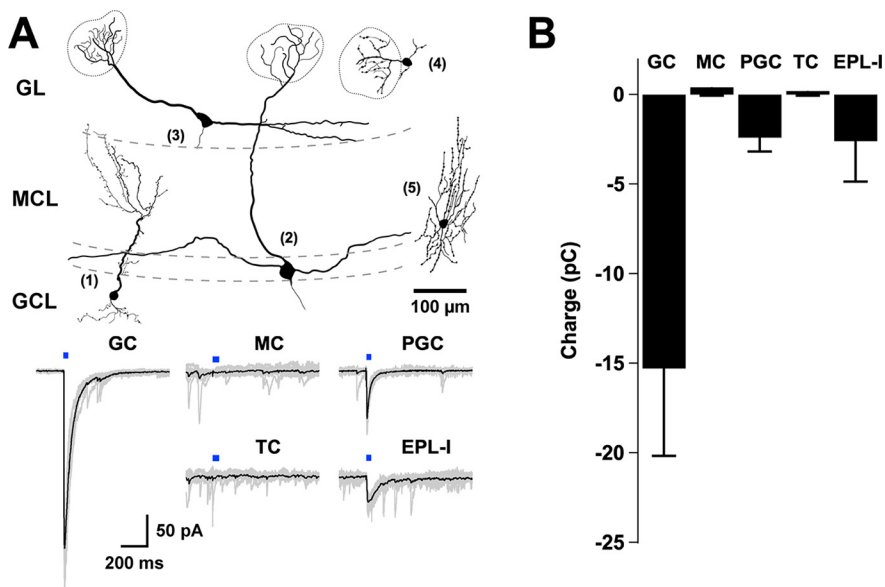 A
GL
MCL
GCL
(1)
(2)
(3)
(4)
(5)
100 µm
GC
MC
PGC
TC
EPL-I
50 pA
200 ms
B
GC MC PGC TC EPL-I
Charge (pC)
0
-5
-10
-15
-20
-25